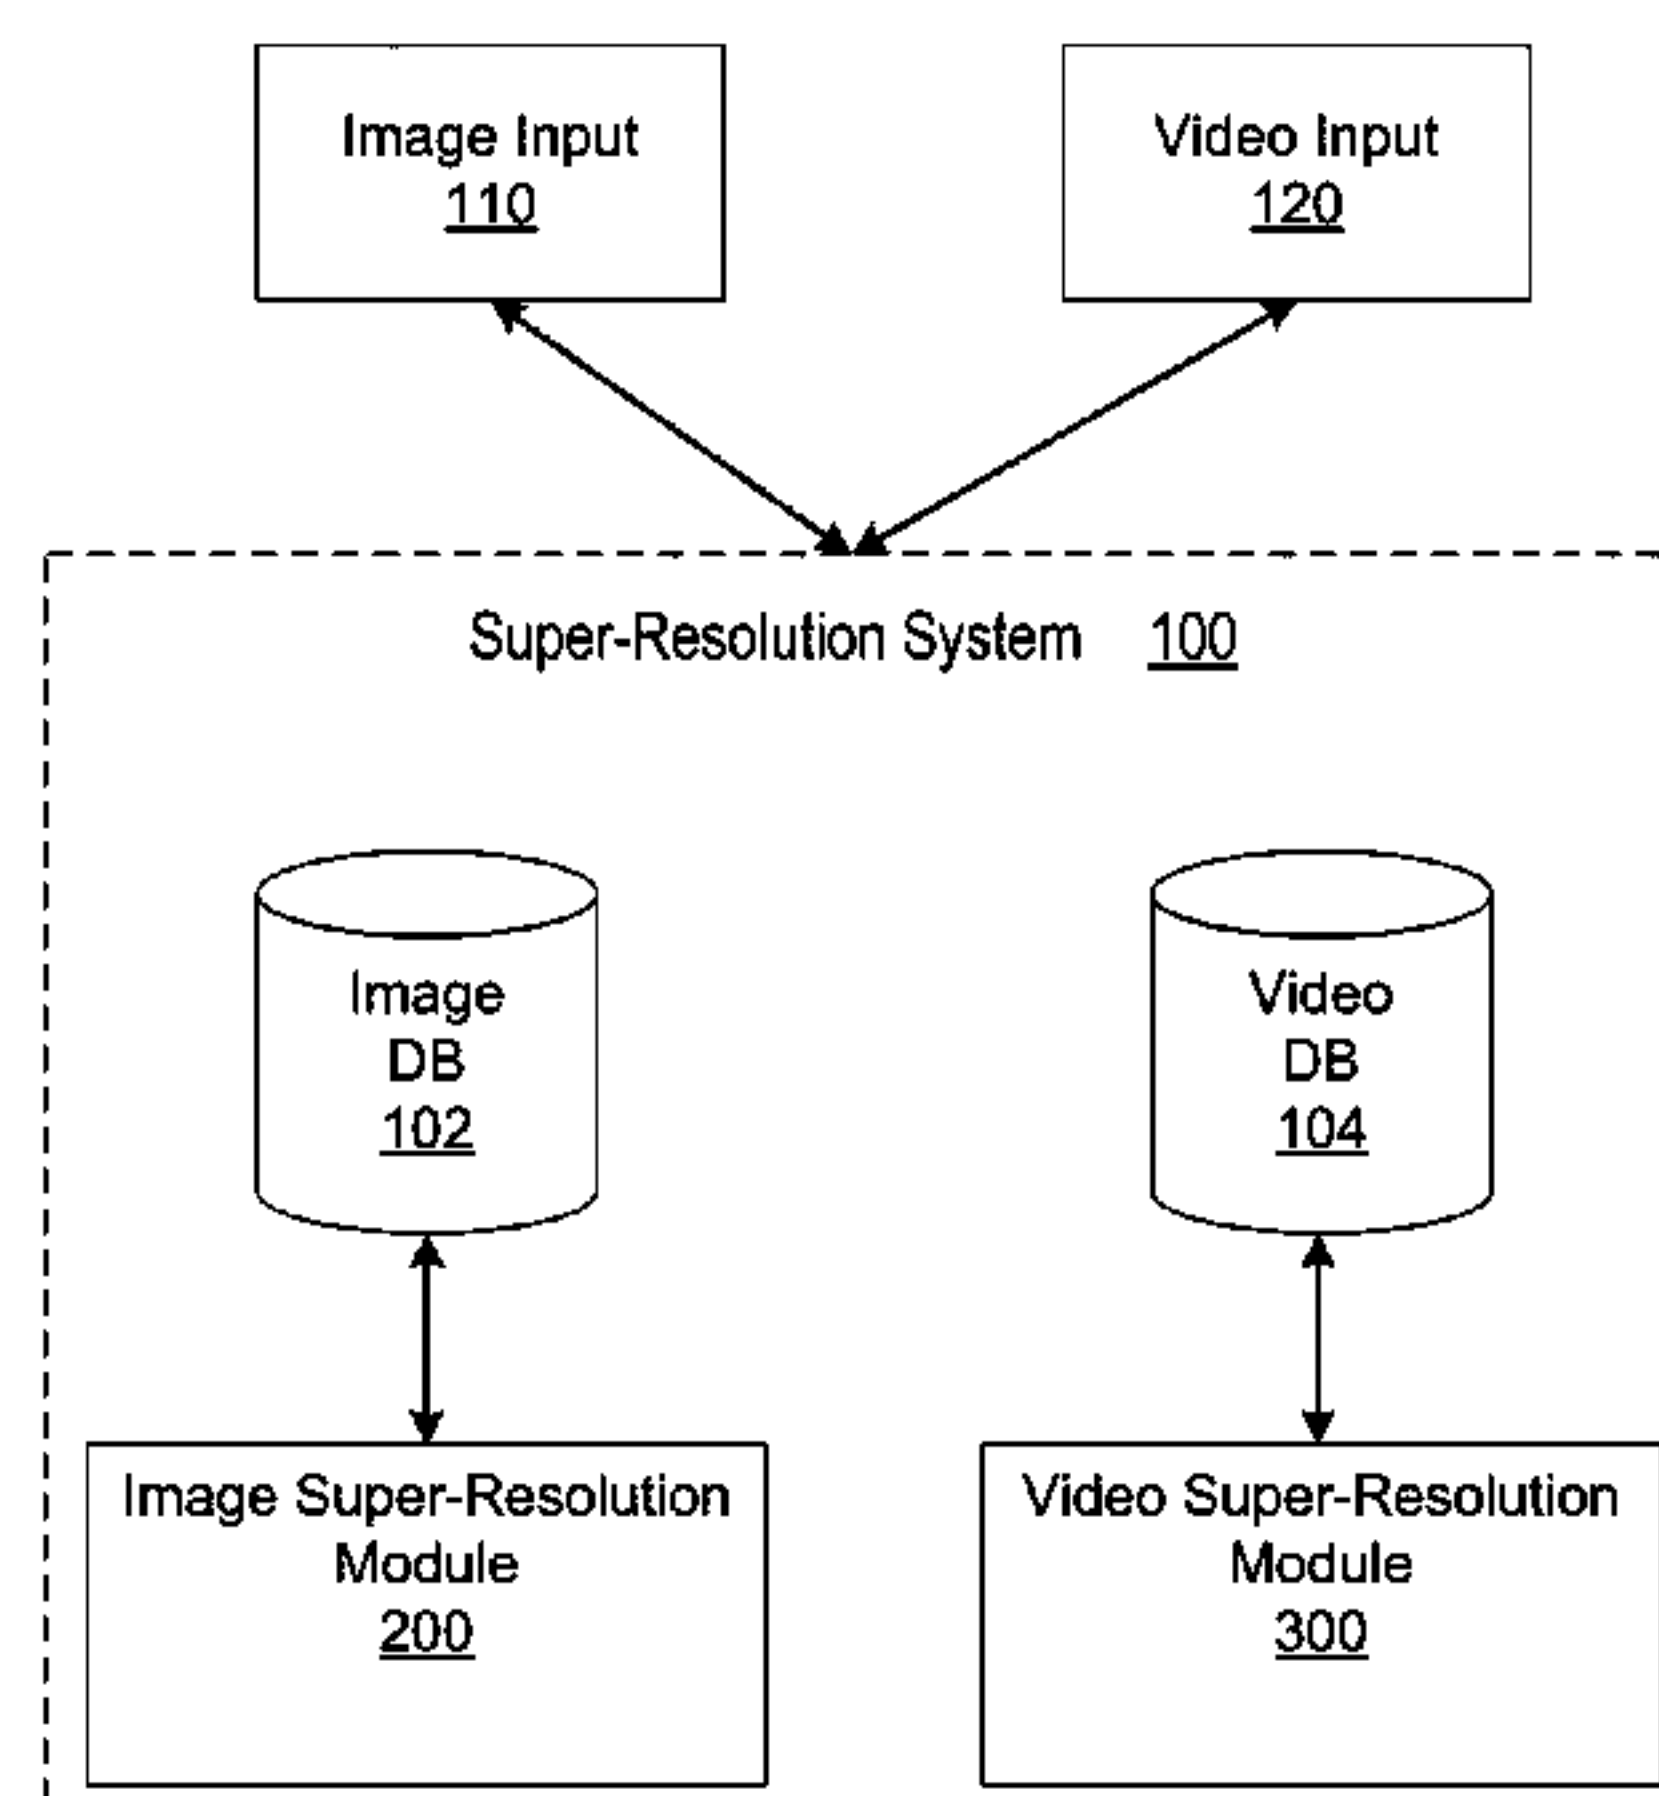 Image Input
110
Video Input
120
Super-Resolution System 100
Image
DB
102
Video
DB
104
Image Super-Resolution
Module
200
Video Super-Resolution
Module
300